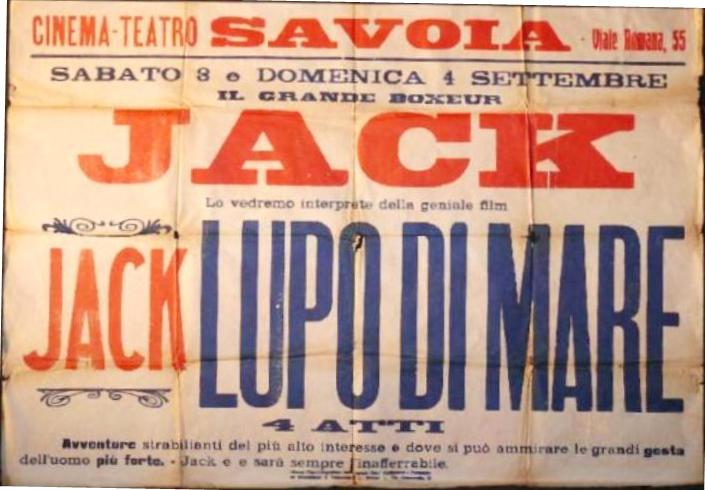 CINEMA-TEATRO SAVOIA - Viale Romana, 55
SABATO 3 e DOMENICA 4 SETTEMBRE
IL GRANDE BOXEUR
JACK
Lo vedremo interprete della geniale film
JACK LUPO DI MARE
4 ATTI
Avventure strabilianti del più alto interesse e dove si può ammirare le grandi gesta
dell'uomo più forte. - Jack e e sarà sempre l'inafferrabile.